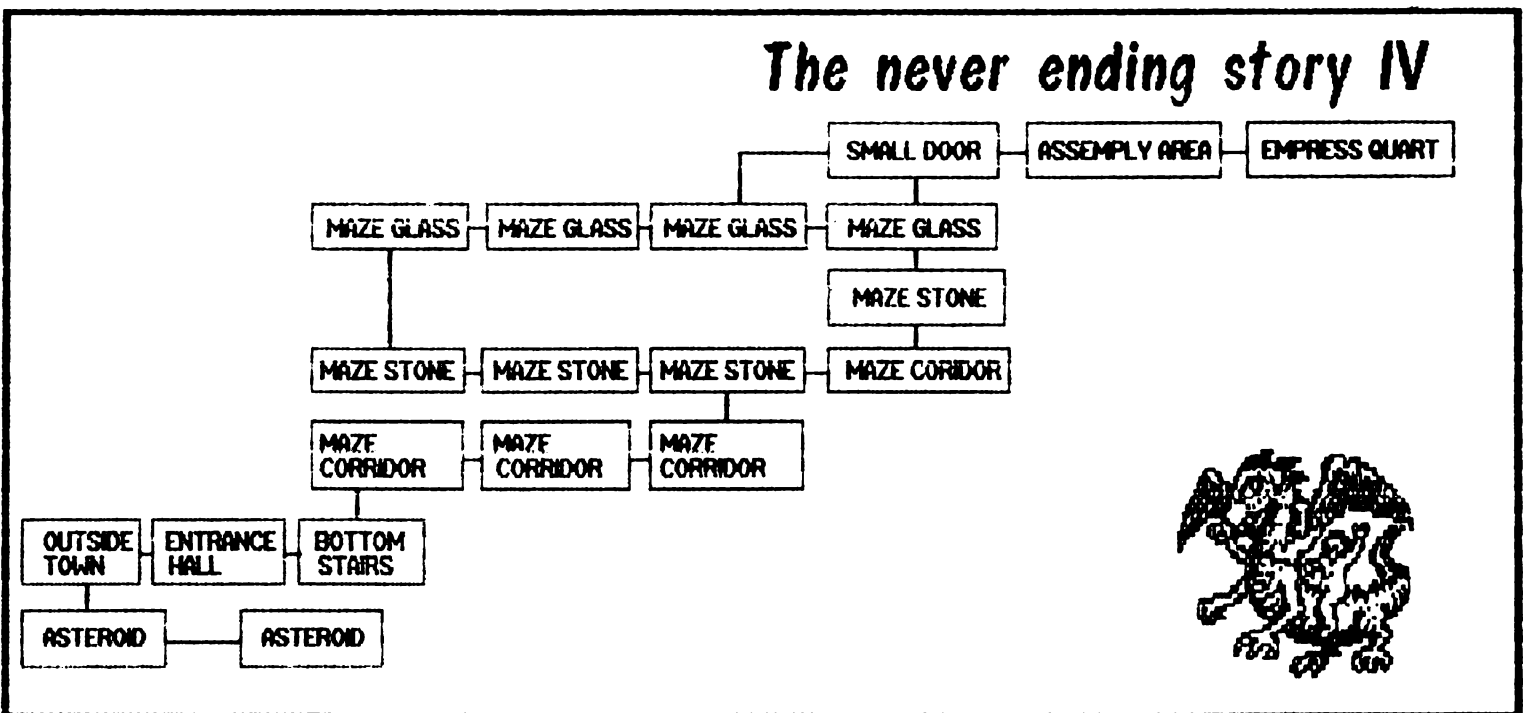 The never ending story IV
SMALL DOOR
ASSEMPLY AREA
EMPRESS QUART
MAZE GLASS
MAZE GLASS
MAZE GLASS
MAZE GLASS
MAZE STONE
MAZE STONE
MAZE STONE
MAZE STONE
MAZE CORIDOR
MAZE
CORRIDOR
MAZE
CORRIDOR
MAZE
CORRIDOR
OUTSIDE
TOWN
ENTRANCE
HALL
BOTTOM
STAIRS
ASTEROID
ASTEROID